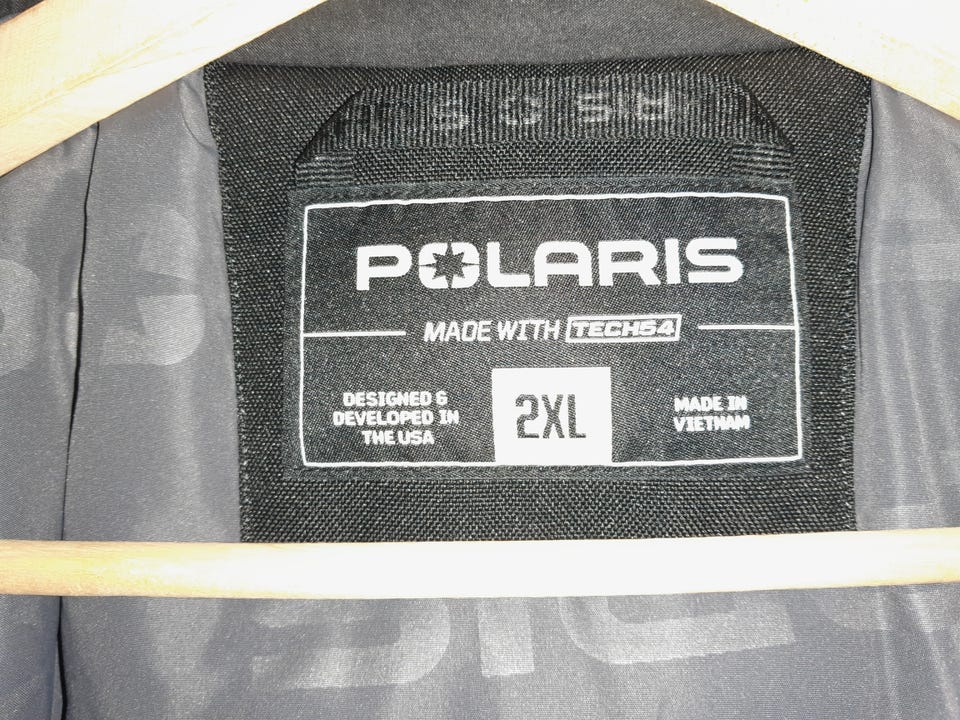 POLARIS
MADE WITH TECH54
DESIGNED &
DEVELOPED IN
THE USA
2XL
MADE IN
VIETNAM